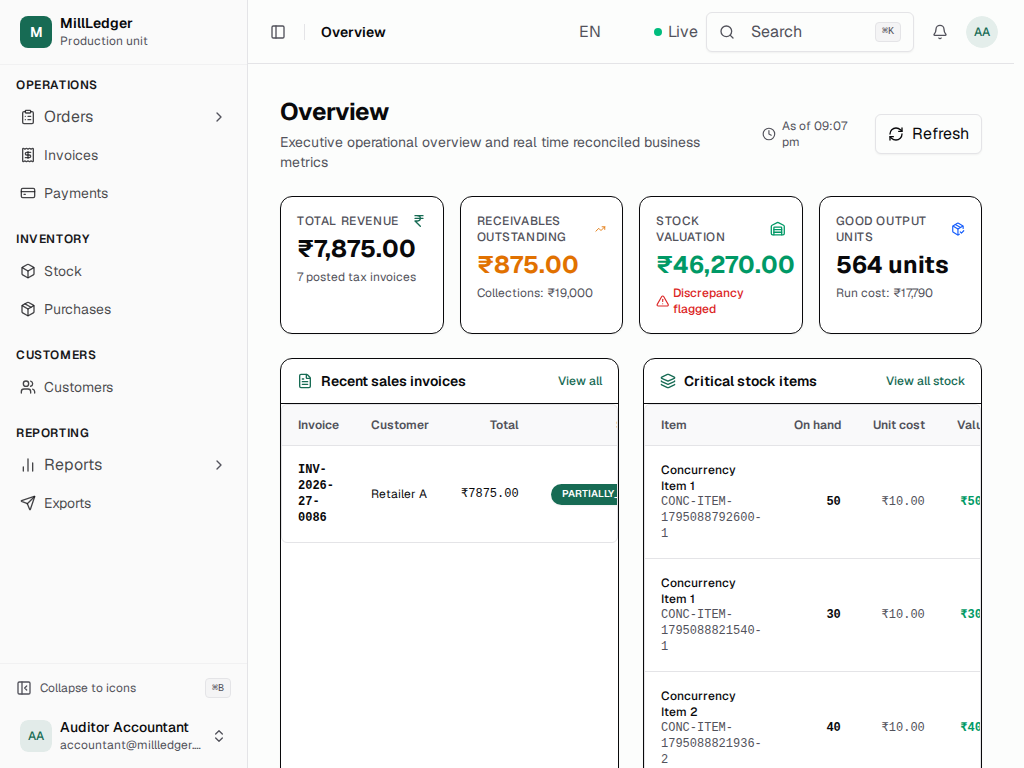 M
MillLedger
Production unit
OPERATIONS
Orders
Invoices
Payments
INVENTORY
Stock
Purchases
CUSTOMERS
Customers
REPORTING
Reports
Exports
Collapse to icons ⌘B
AA
Auditor Accountant
accountant@millledger....
Overview
EN
Live
Search ⌘K
AA
Overview
Executive operational overview and real time reconciled business
metrics
As of 09:07
pm
Refresh
TOTAL REVENUE ₹
₹7,875.00
7 posted tax invoices
RECEIVABLES
OUTSTANDING
₹875.00
Collections: ₹19,000
STOCK
VALUATION
₹46,270.00
Discrepancy
flagged
GOOD OUTPUT
UNITS
564 units
Run cost: ₹17,790
Recent sales invoices View all
Invoice Customer Total
INV-
2026-
27-
0086
Retailer A ₹7875.00 PARTIALLY_
Critical stock items View all stock
Item On hand Unit cost Valu
Concurrency
Item 1
CONC-ITEM-
1795088792600-
1
50 ₹10.00 ₹50
Concurrency
Item 1
CONC-ITEM-
1795088821540-
1
30 ₹10.00 ₹30
Concurrency
Item 2
CONC-ITEM-
1795088821936-
2
40 ₹10.00 ₹40